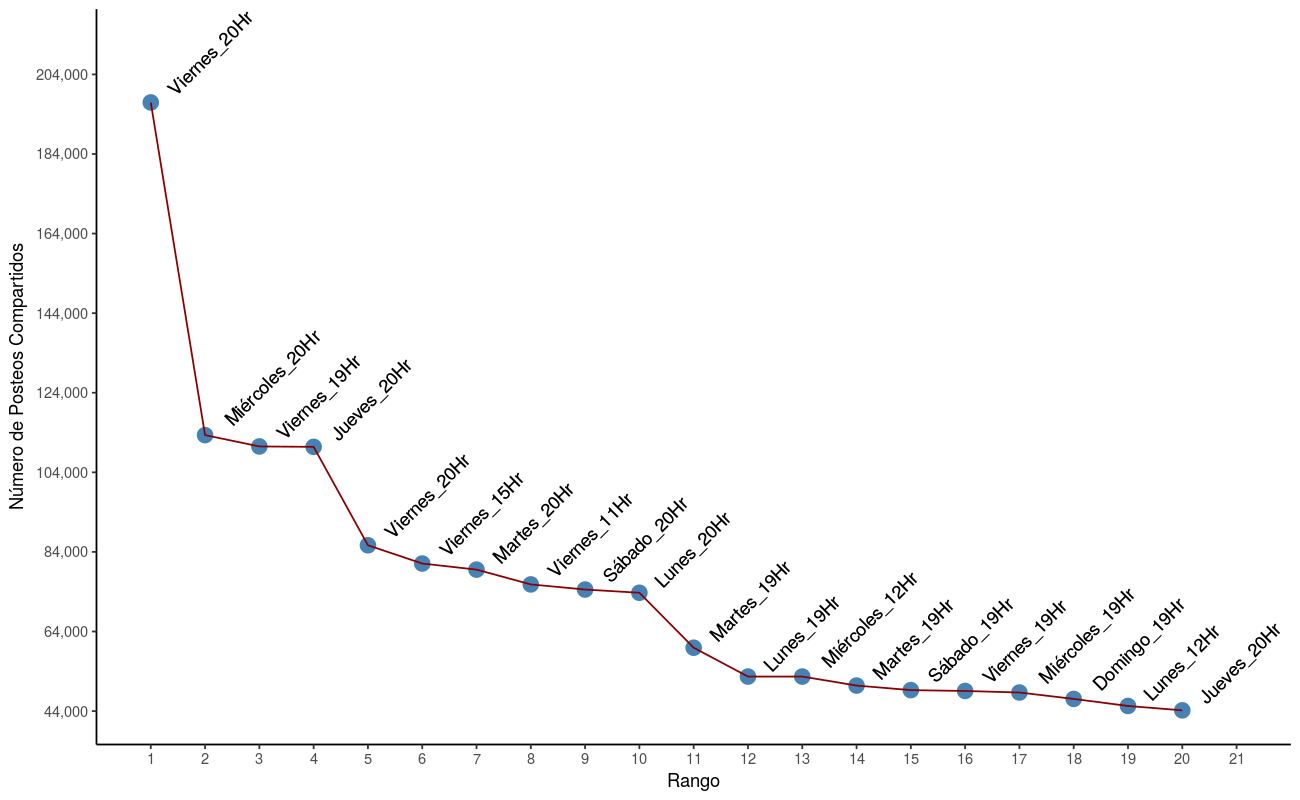 Viernes_20Hr
Miércoles_20Hr
Viernes_19Hr
Jueves_20Hr
Viernes_20Hr
Viernes_15Hr
Martes_20Hr
Viernes_11Hr
Sábado_20Hr
Lunes_20Hr
Martes_19Hr
Lunes_19Hr
Miércoles_12Hr
Martes_19Hr
Sábado_19Hr
Viernes_19Hr
Miércoles_19Hr
Domingo_19Hr
Lunes_12Hr
Jueves_20Hr
204,000
184,000
164,000
144,000
124,000
104,000
84,000
64,000
44,000
Número de Posteos Compartidos
1 2 3 4 5 6 7 8 9 10 11 12 13 14 15 16 17 18 19 20 21
Rango